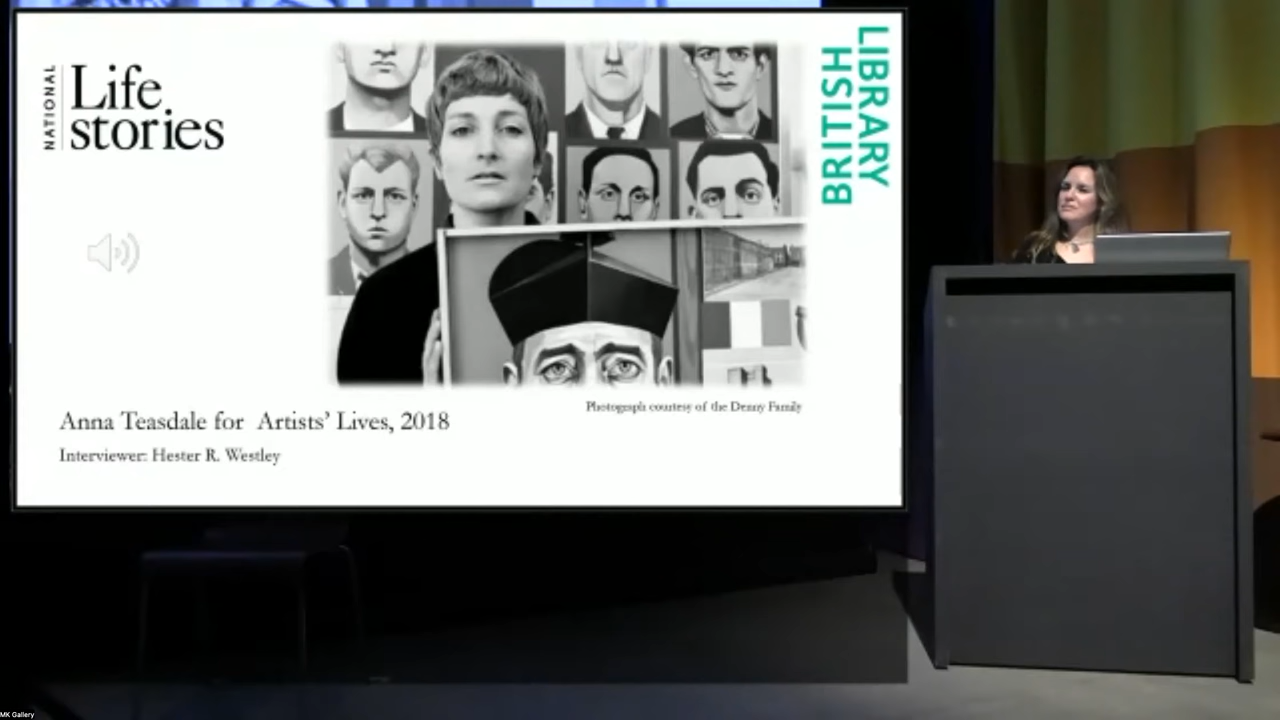 NATIONAL
Life
stories
BRITISH
LIBRARY
Photograph courtesy of the Denny Family
Anna Teasdale for Artists' Lives, 2018
Interviewer: Hester R. Westley
MK Gallery